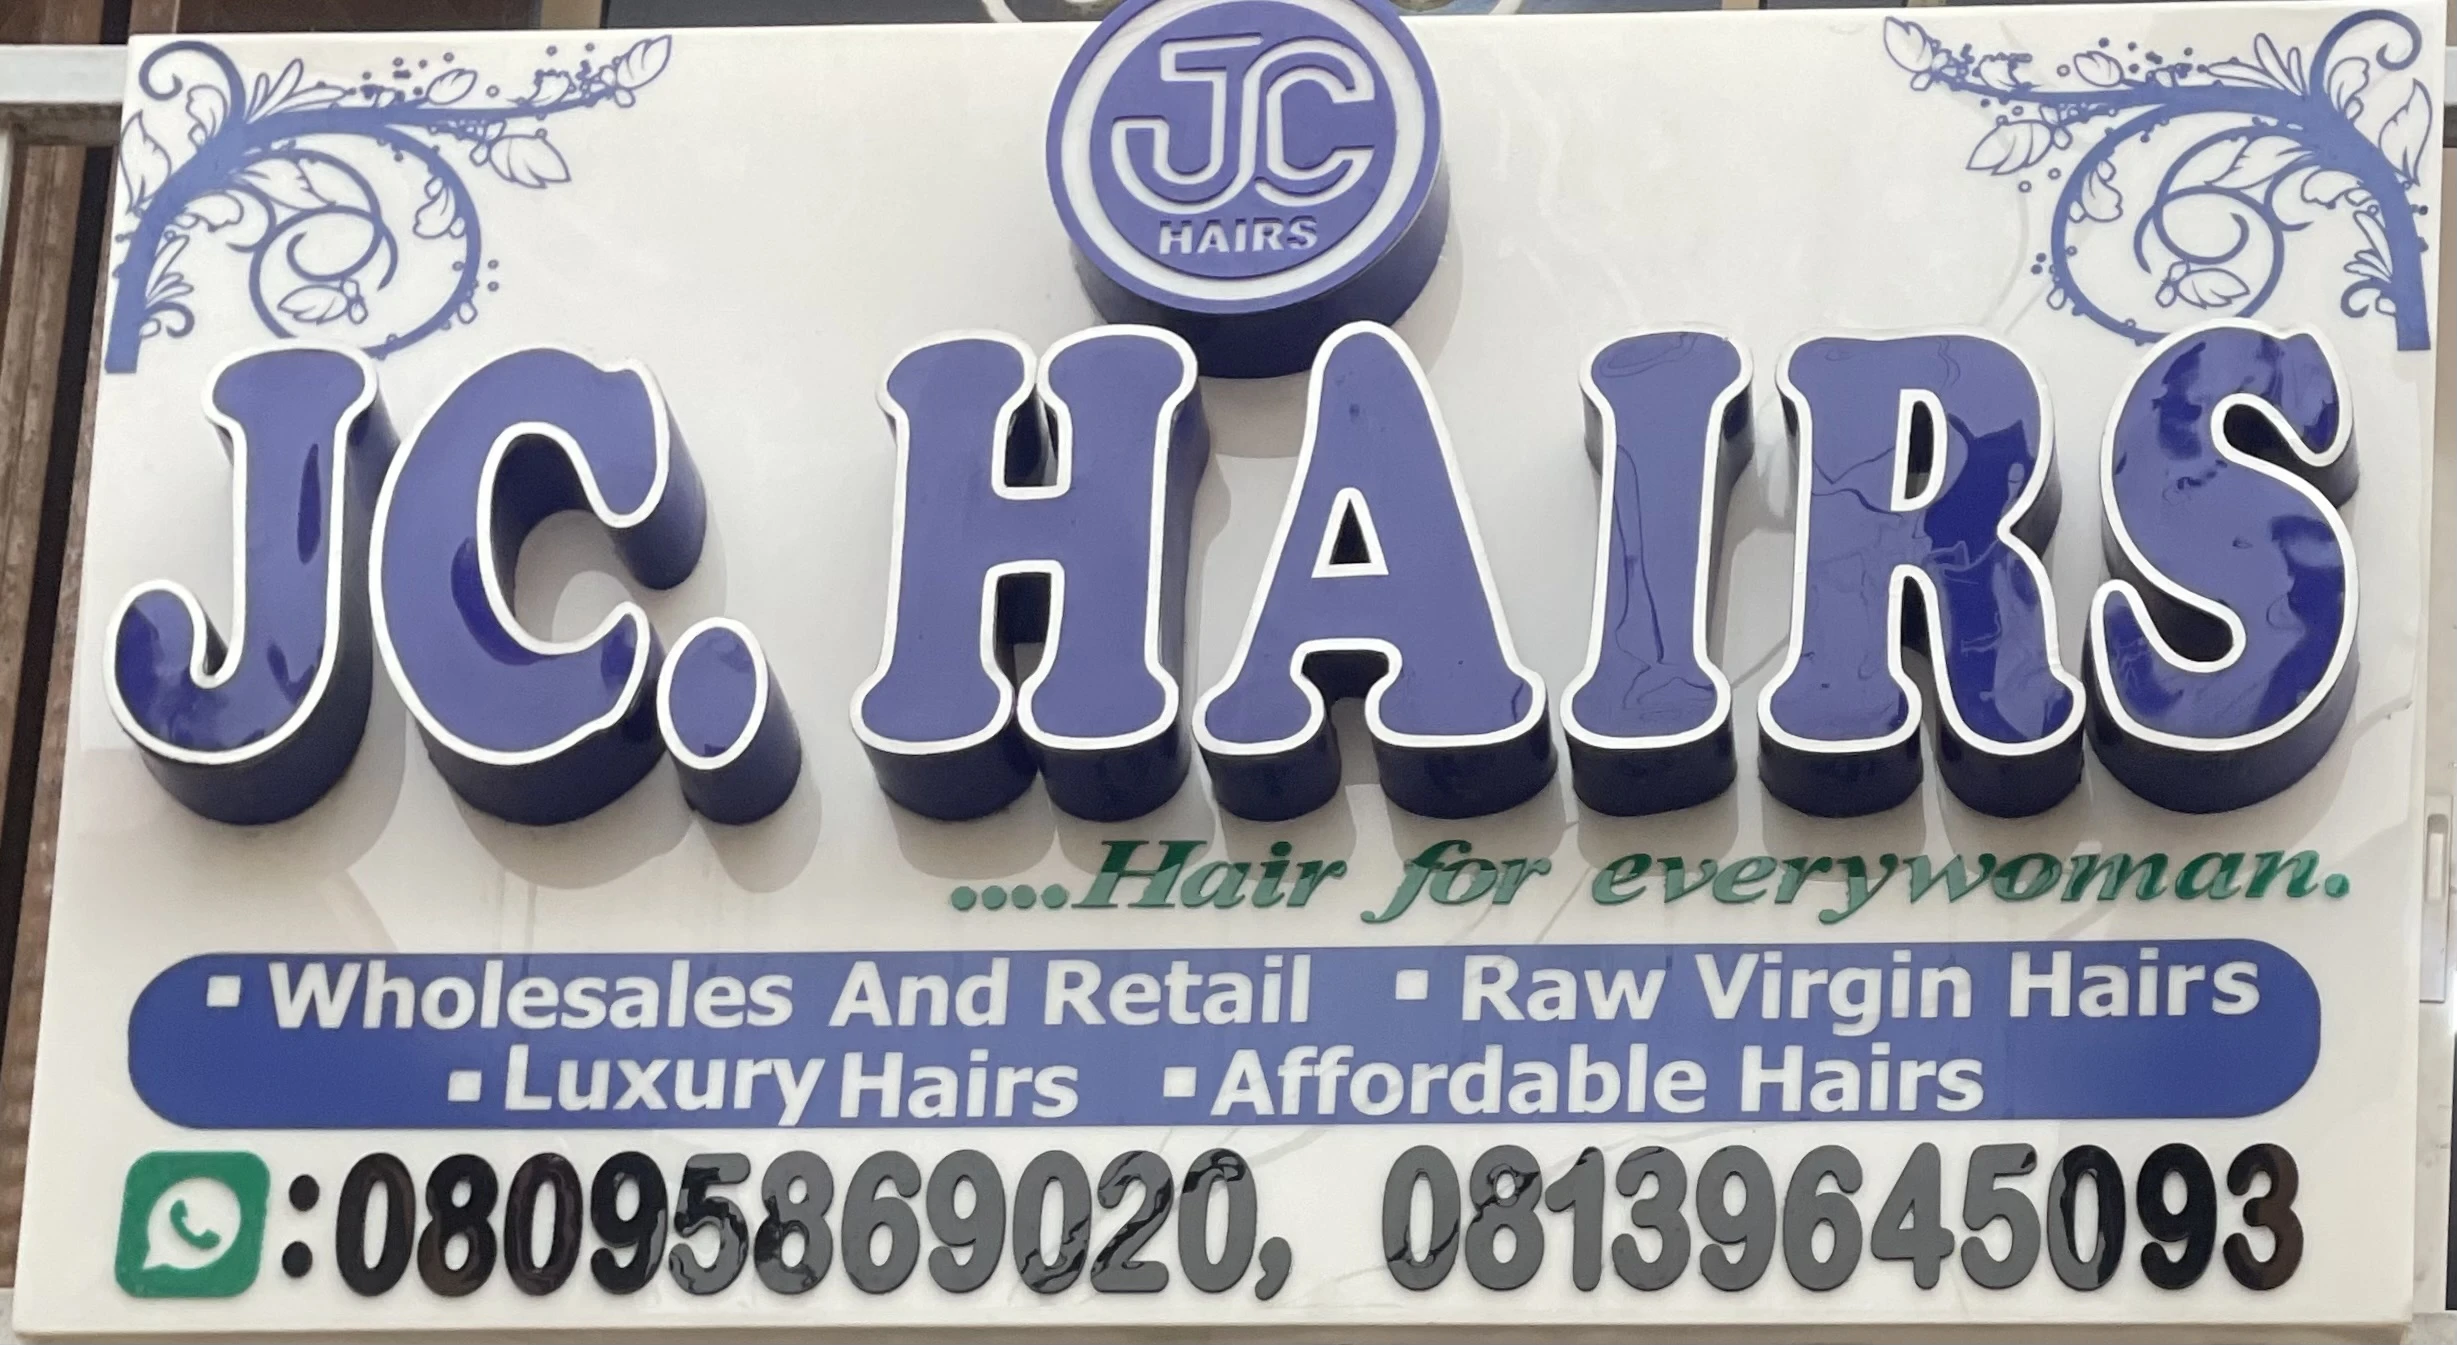 JC
HAIRS
JC. HAIRS
....Hair for everywoman.
▪ Wholesales And Retail ▪ Raw Virgin Hairs
▪ Luxury Hairs ▪ Affordable Hairs
:08095869020, 08139645093